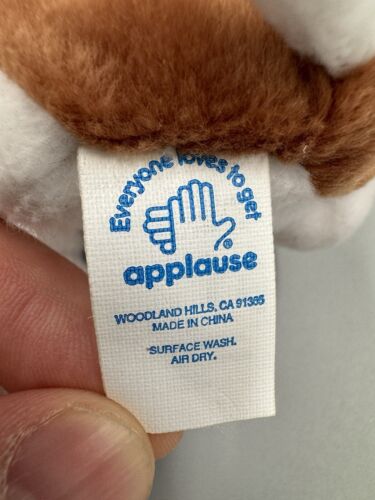 Everyone loves to get
®
applause
WOODLAND HILLS, CA 91365
MADE IN CHINA
SURFACE WASH.
AIR DRY.